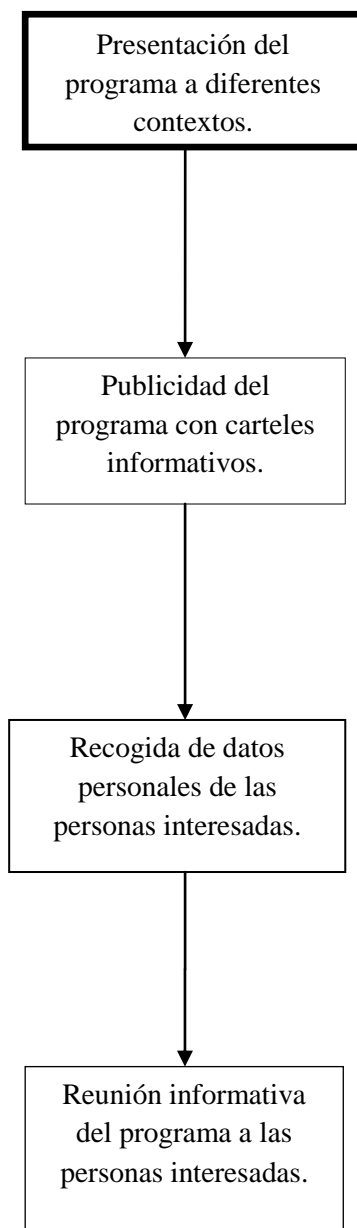 Presentación del
programa a diferentes
contextos.
Publicidad del
programa con carteles
informativos.
Recogida de datos
personales de las
personas interesadas.
Reunión informativa
del programa a las
personas interesadas.